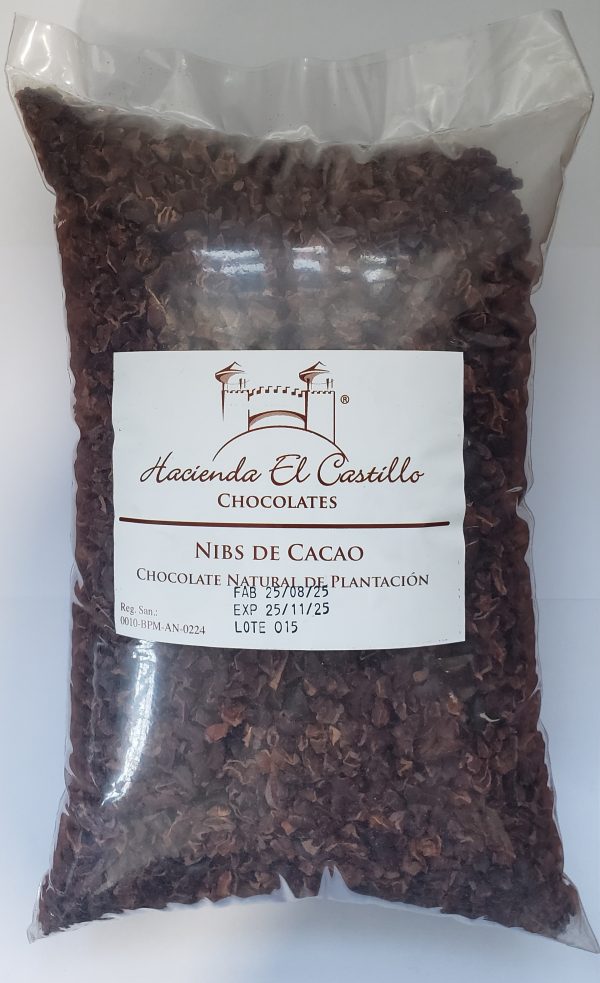 ®
Hacienda El Castillo
CHOCOLATES
NIBS DE CACAO
CHOCOLATE NATURAL DE PLANTACIÓN
FAB 25/08/25
EXP 25/11/25
LOTE 015
Reg. San.:
0010-BPM-AN-0224